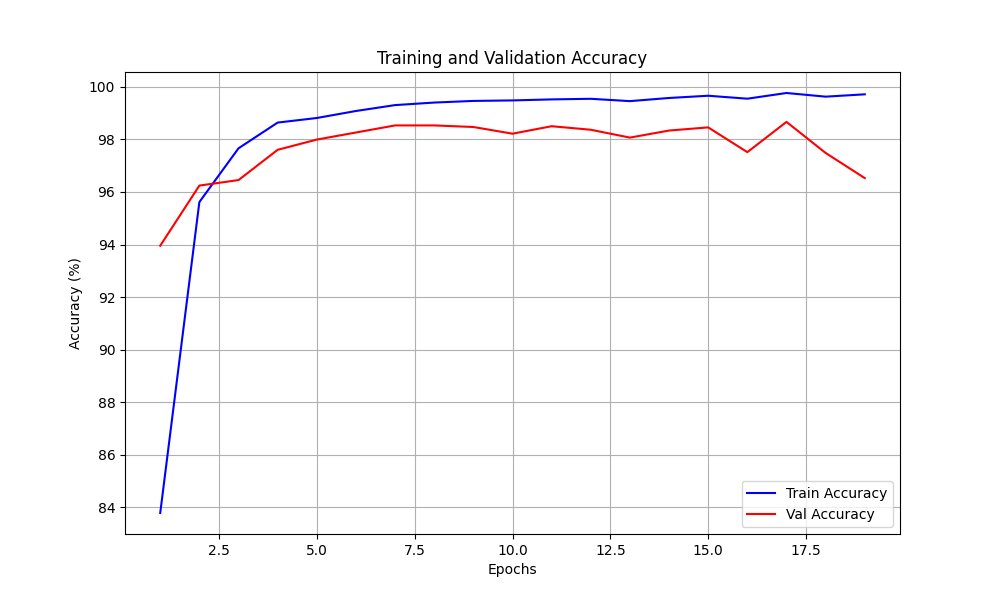 Training and Validation Accuracy
100
98
96
94
92
90
88
86
84
Accuracy (%)
2.5 5.0 7.5 10.0 12.5 15.0 17.5
Epochs
Train Accuracy
Val Accuracy